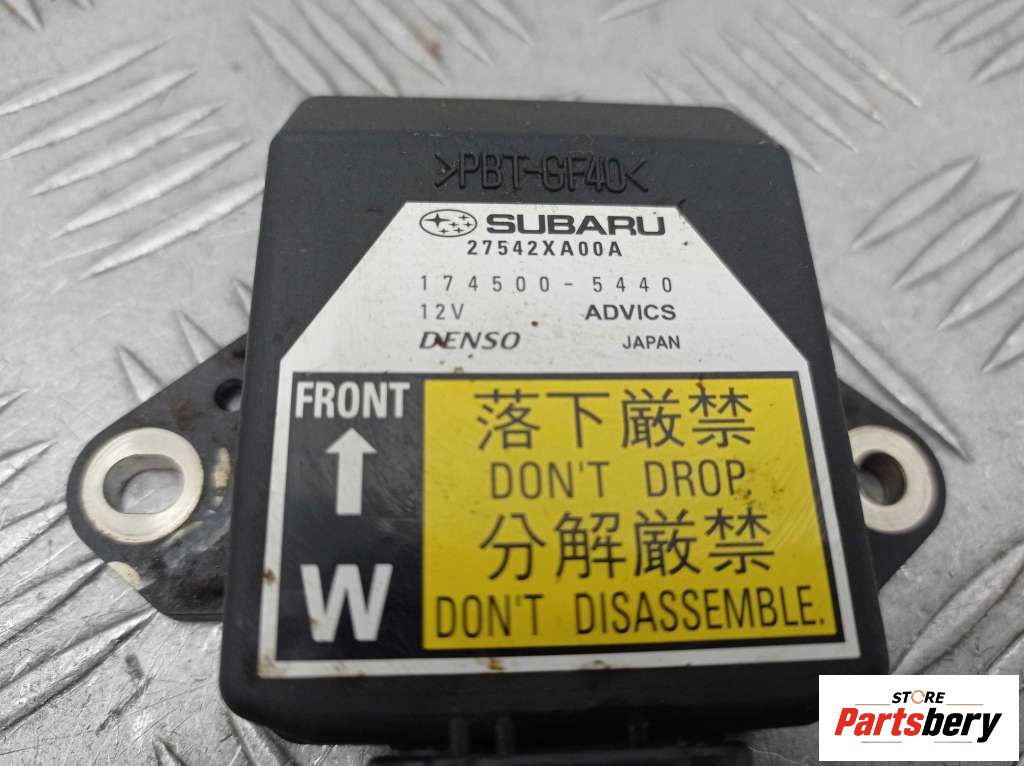 >PBT-GF40<
SUBARU
27542XA00A
174500-5440
12V ADVICS
DENSO JAPAN
FRONT
W
落下厳禁
DON'T DROP
分解厳禁
DON'T DISASSEMBLE.
STORE
Partsbery